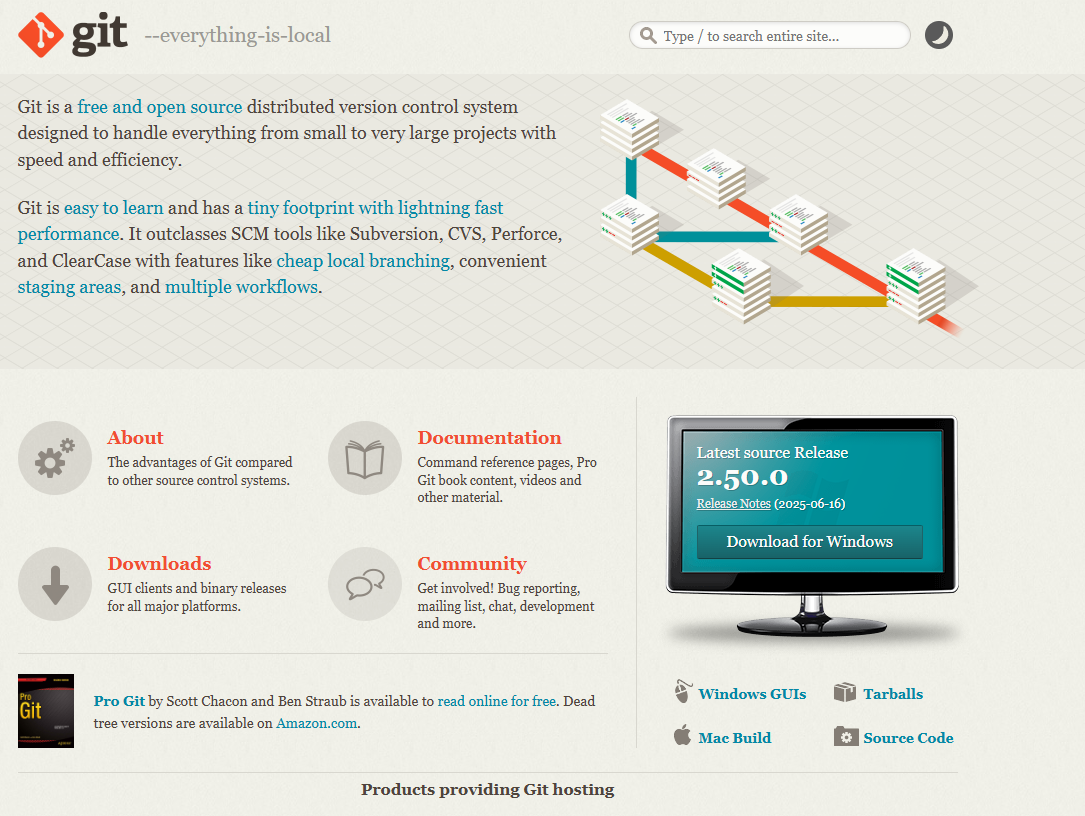 git --everything-is-local
Type / to search entire site...
Git is a free and open source distributed version control system
designed to handle everything from small to very large projects with
speed and efficiency.
Git is easy to learn and has a tiny footprint with lightning fast
performance. It outclasses SCM tools like Subversion, CVS, Perforce,
and ClearCase with features like cheap local branching, convenient
staging areas, and multiple workflows.
About
The advantages of Git compared
to other source control systems.
Documentation
Command reference pages, Pro
Git book content, videos and
other material.
Downloads
GUI clients and binary releases
for all major platforms.
Community
Get involved! Bug reporting,
mailing list, chat, development
and more.
Pro
Git
Pro Git by Scott Chacon and Ben Straub is available to read online for free. Dead
tree versions are available on Amazon.com.
Latest source Release
2.50.0
Release Notes (2025-06-16)
Download for Windows
Windows GUIs
Tarballs
Mac Build
Source Code
Products providing Git hosting